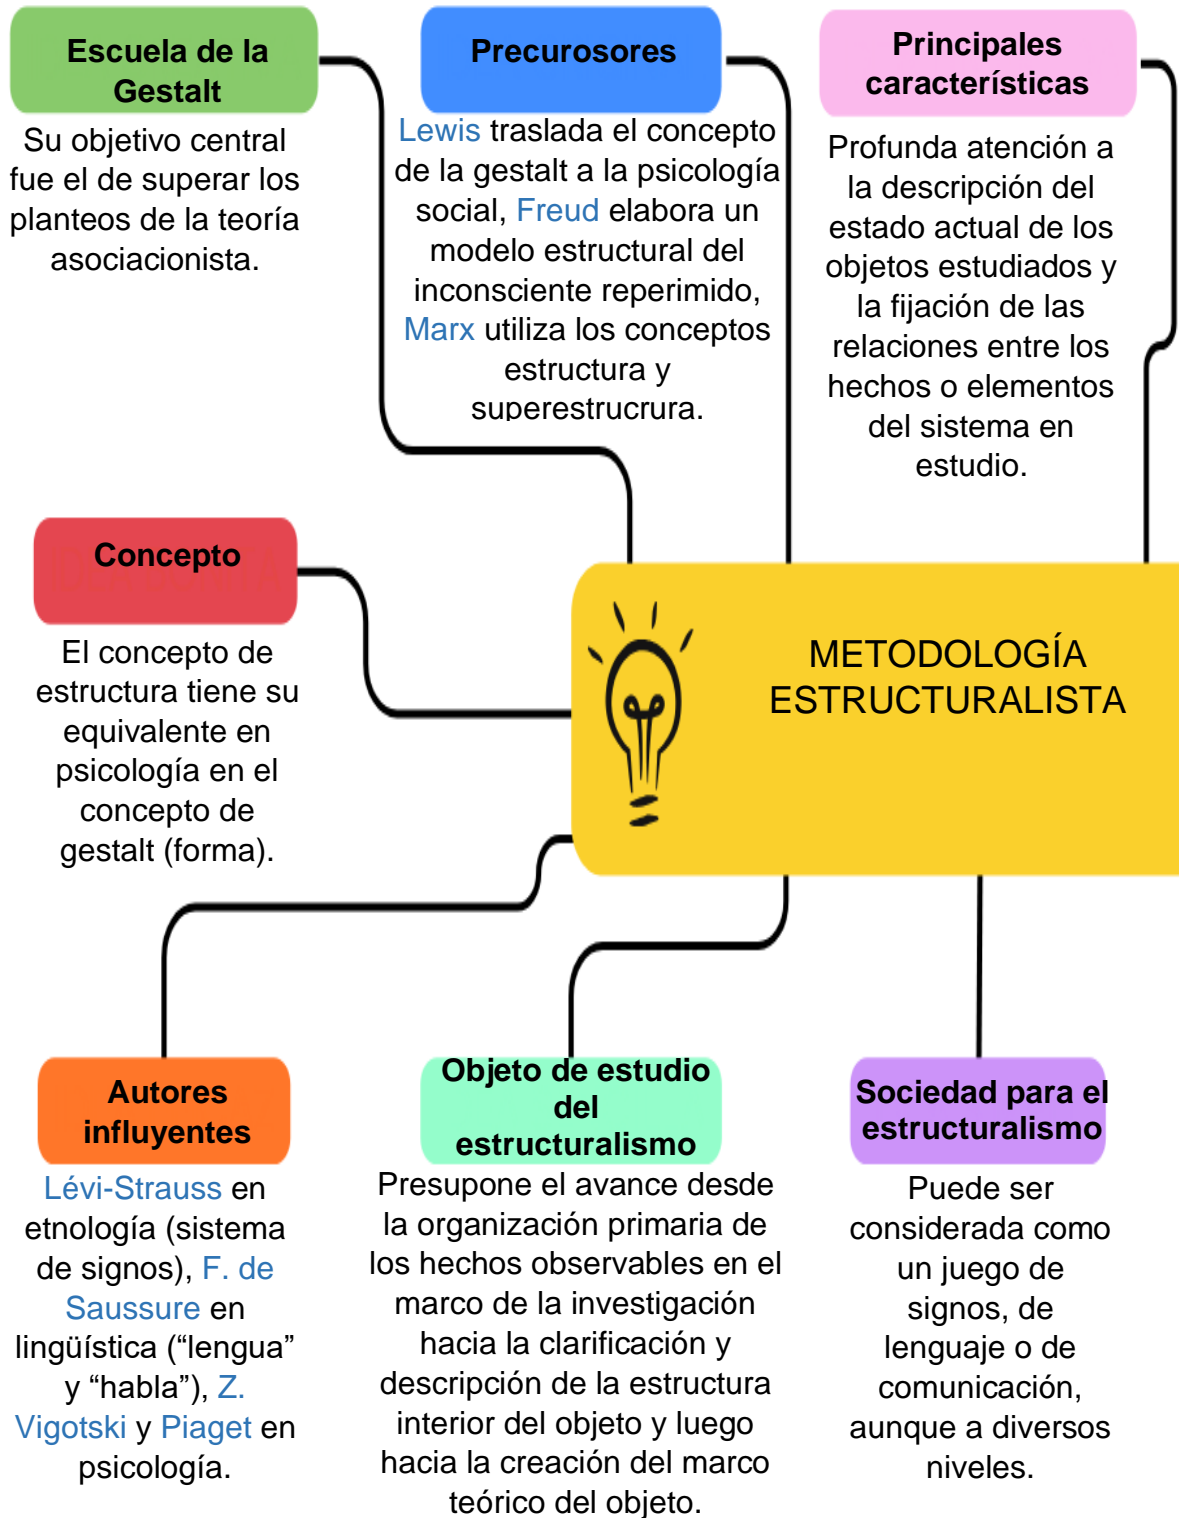 Escuela de la
Gestalt
Su objetivo central
fue el de superar los
planteos de la teoría
asociacionista.
Precurosores
Lewis traslada el concepto
de la gestalt a la psicología
social, Freud elabora un
modelo estructural del
inconsciente reperimido,
Marx utiliza los conceptos
estructura y
superestrucrura.
Principales
características
Profunda atención a
la descripción del
estado actual de los
objetos estudiados y
la fijación de las
relaciones entre los
hechos o elementos
del sistema en
estudio.
Concepto
El concepto de
estructura tiene su
equivalente en
psicología en el
concepto de
gestalt (forma).
METODOLOGÍA
ESTRUCTURALISTA
Autores
influyentes
Lévi-Strauss en
etnología (sistema
de signos), F. de
Saussure en
lingüística (“lengua”
y “habla”), Z.
Vigotski y Piaget en
psicología.
Objeto de estudio
del
estructuralismo
Presupone el avance desde
la organización primaria de
los hechos observables en el
marco de la investigación
hacia la clarificación y
descripción de la estructura
interior del objeto y luego
hacia la creación del marco
teórico del objeto.
Sociedad para el
estructuralismo
Puede ser
considerada como
un juego de
signos, de
lenguaje o de
comunicación,
aunque a diversos
niveles.